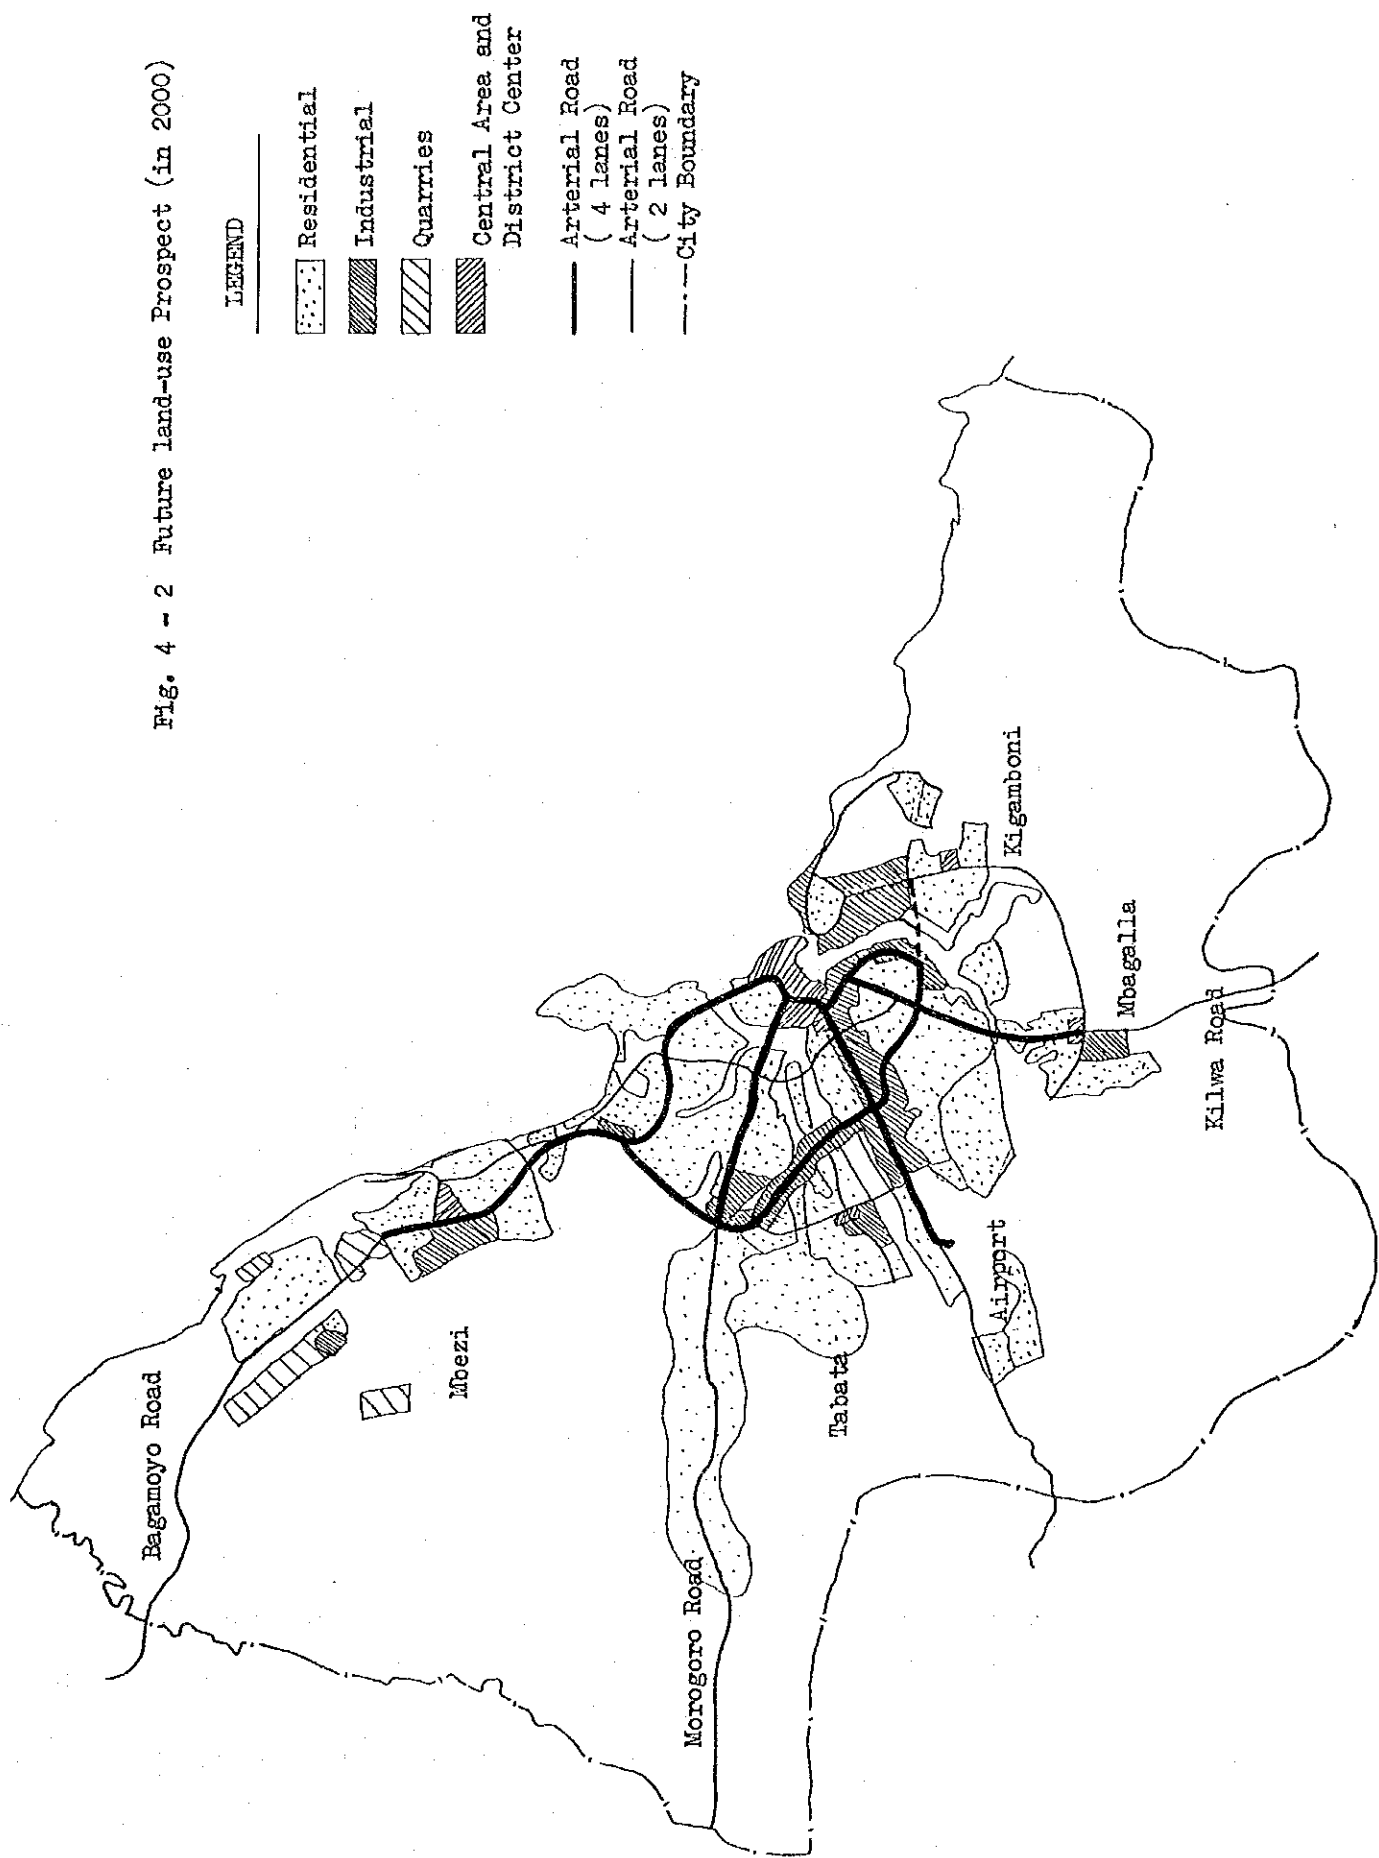 Fig. 4 - 2 Future land-use Prospect (in 2000)
LEGEND
Residential
Industrial
Quarries
Central Area and
District Center
Arterial Road
( 4 lanes)
Arterial Road
( 2 lanes)
City Boundary
Bagamoyo Road
Mbezi
Morogoro Road
Tabata
Airport
Kigamboni
Mbagalla
Kilwa Road